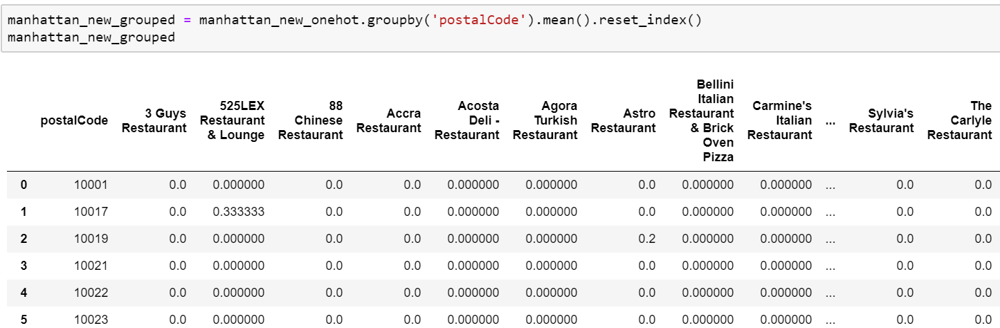 manhattan_new_grouped = manhattan_new_onehot.groupby('postalCode').mean().reset_index()
manhattan_new_grouped
postalCode 3 Guys Restaurant 525LEX Restaurant & Lounge 88 Chinese Restaurant Accra Restaurant Acosta Deli - Restaurant Agora Turkish Restaurant Astro Restaurant Bellini Italian Restaurant & Brick Oven Pizza Carmine's Italian Restaurant ... Sylvia's Restaurant The Carlyle Restaurant
0 10001 0.0 0.000000 0.0 0.0 0.000000 0.000000 0.0 0.000000 0.000000 ... 0.0 0.0
1 10017 0.0 0.333333 0.0 0.0 0.000000 0.000000 0.0 0.000000 0.000000 ... 0.0 0.0
2 10019 0.0 0.000000 0.0 0.0 0.000000 0.000000 0.2 0.000000 0.000000 ... 0.0 0.0
3 10021 0.0 0.000000 0.0 0.0 0.000000 0.000000 0.0 0.000000 0.000000 ... 0.0 0.0
4 10022 0.0 0.000000 0.0 0.0 0.000000 0.000000 0.0 0.000000 0.000000 ... 0.0 0.0
5 10023 0.0 0.000000 0.0 0.0 0.000000 0.000000 0.0 0.000000 0.000000 ... 0.0 0.0